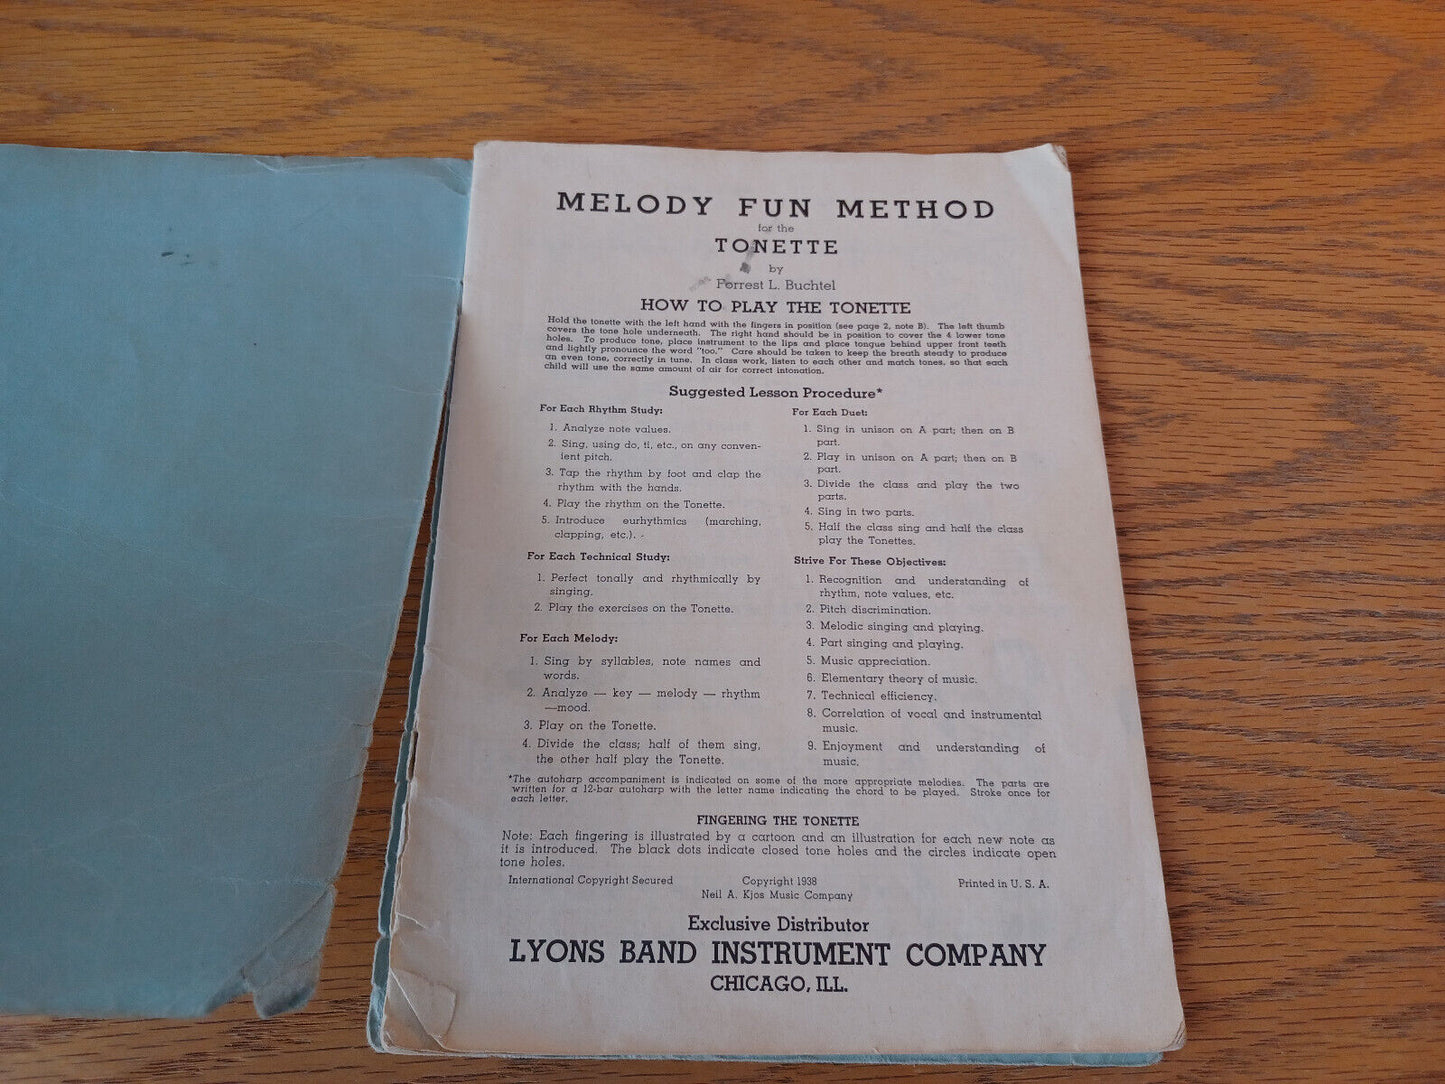 MELODY FUN METHOD
for the
TONETTE
by
Forrest L. Buchtel
HOW TO PLAY THE TONETTE
Hold the tonette with the left hand with the fingers in position (see page 2, note B). The left thumb
covers the tone hole underneath. The right hand should be in position to cover the 4 lower tone
holes. To produce tone, place instrument to the lips and place tongue behind upper front teeth
and lightly pronounce the word "too." Care should be taken to keep the breath steady to produce
an even tone, correctly in tune. In class work, listen to each other and match tones, so that each
child will use the same amount of air for correct intonation.
Suggested Lesson Procedure*
For Each Rhythm Study:
1. Analyze note values.
2. Sing, using do, ti, etc., on any conven-
ient pitch.
3. Tap the rhythm by foot and clap the
rhythm with the hands.
4. Play the rhythm on the Tonette.
5. Introduce eurhythmics (marching,
clapping, etc.).
For Each Technical Study:
1. Perfect tonally and rhythmically by
singing.
2. Play the exercises on the Tonette.
For Each Melody:
1. Sing by syllables, note names and
words.
2. Analyze — key — melody — rhythm
—mood.
3. Play on the Tonette.
4. Divide the class; half of them sing,
the other half play the Tonette.
For Each Duet:
1. Sing in unison on A part; then on B
part.
2. Play in unison on A part; then on B
part.
3. Divide the class and play the two
parts.
4. Sing in two parts.
5. Half the class sing and half the class
play the Tonettes.
Strive For These Objectives:
1. Recognition and understanding of
rhythm, note values, etc.
2. Pitch discrimination.
3. Melodic singing and playing.
4. Part singing and playing.
5. Music appreciation.
6. Elementary theory of music.
7. Technical efficiency.
8. Correlation of vocal and instrumental
music.
9. Enjoyment and understanding of
music.
*The autoharp accompaniment is indicated on some of the more appropriate melodies. The parts are
written for a 12-bar autoharp with the letter name indicating the chord to be played. Stroke once for
each letter.
FINGERING THE TONETTE
Note: Each fingering is illustrated by a cartoon and an illustration for each new note as
it is introduced. The black dots indicate closed tone holes and the circles indicate open
tone holes.
International Copyright Secured Copyright 1938 Printed in U. S. A.
Neil A. Kjos Music Company
Exclusive Distributor
LYONS BAND INSTRUMENT COMPANY
CHICAGO, ILL.